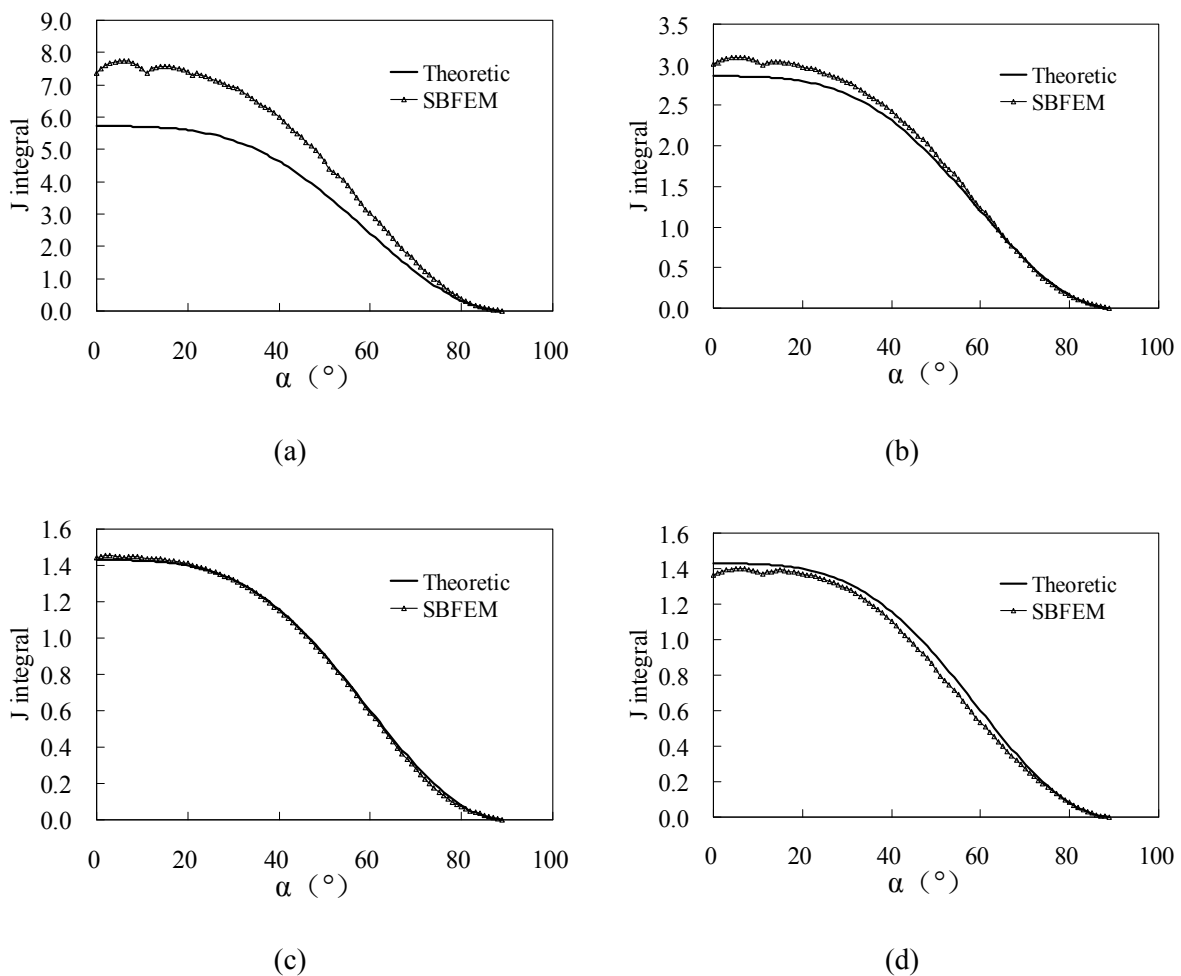 9.0
8.0
7.0
6.0
5.0
4.0
3.0
2.0
1.0
0.0
J integral
Theoretic
SBFEM
0 20 40 60 80 100
α (°)
(a)
3.5
3.0
2.5
2.0
1.5
1.0
0.5
0.0
J integral
Theoretic
SBFEM
0 20 40 60 80 100
α (°)
(b)
1.6
1.4
1.2
1.0
0.8
0.6
0.4
0.2
0.0
J integral
Theoretic
SBFEM
0 20 40 60 80 100
α (°)
(c)
1.6
1.4
1.2
1.0
0.8
0.6
0.4
0.2
0.0
J integral
Theoretic
SBFEM
0 20 40 60 80 100
α (°)
(d)